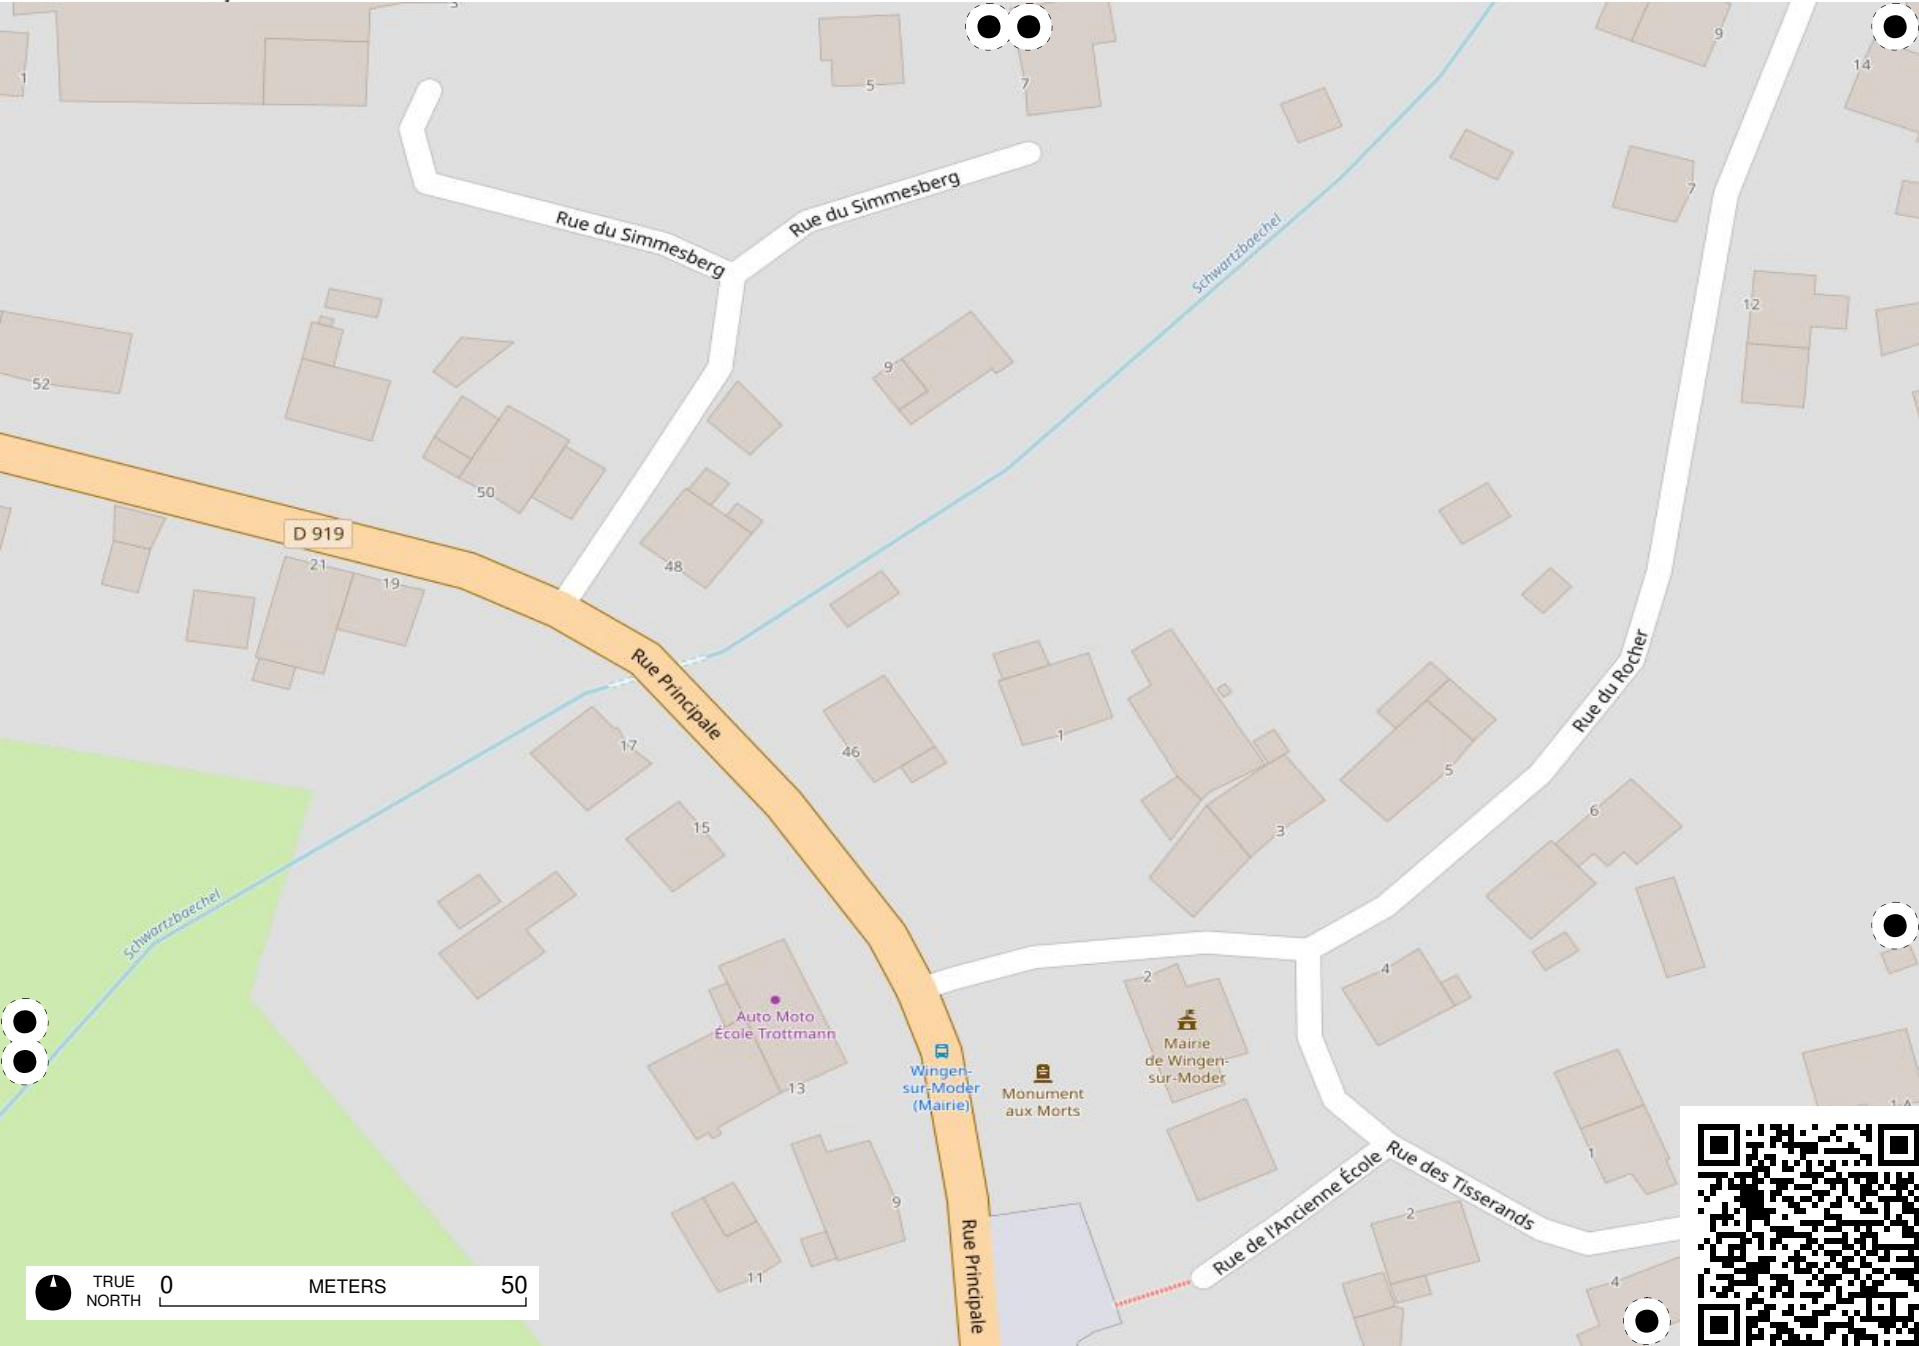 3
1
5
7
9
14
Rue du Simmesberg
Rue du Simmesberg
7
Schwartzbaechel
12
52
9
50
D 919
21
19
48
Rue Principale
Rue du Rocher
17
46
1
5
15
3
6
Schwartzbaechel
2
4
Auto Moto
École Trottmann
13
Wingen-
sur-Moder
(Mairie)
Monument
aux Morts
Mairie
de Wingen-
sur-Moder
1 A
1
Rue des Tisserands
Rue de l'Ancienne École
9
2
Rue Principale
11
4
TRUE
NORTH
0 METERS 50